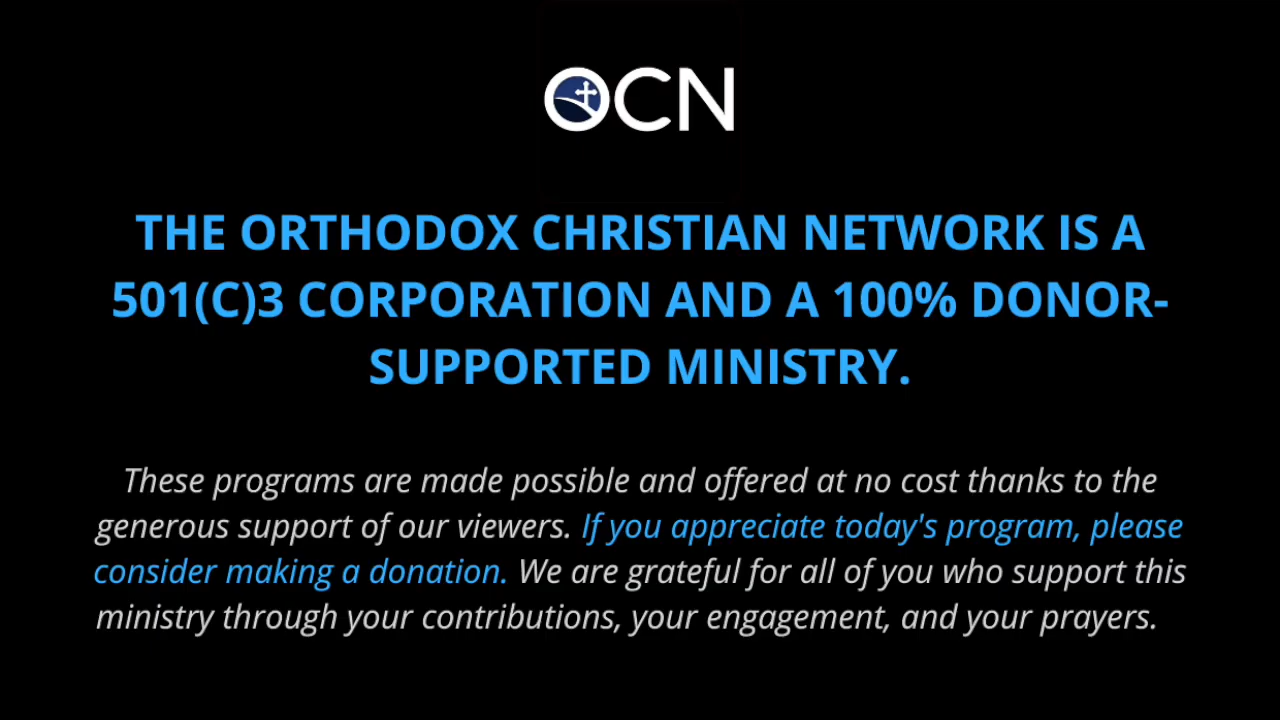 OCN
THE ORTHODOX CHRISTIAN NETWORK IS A
501(C)3 CORPORATION AND A 100% DONOR-
SUPPORTED MINISTRY.
These programs are made possible and offered at no cost thanks to the
generous support of our viewers. If you appreciate today's program, please
consider making a donation. We are grateful for all of you who support this
ministry through your contributions, your engagement, and your prayers.